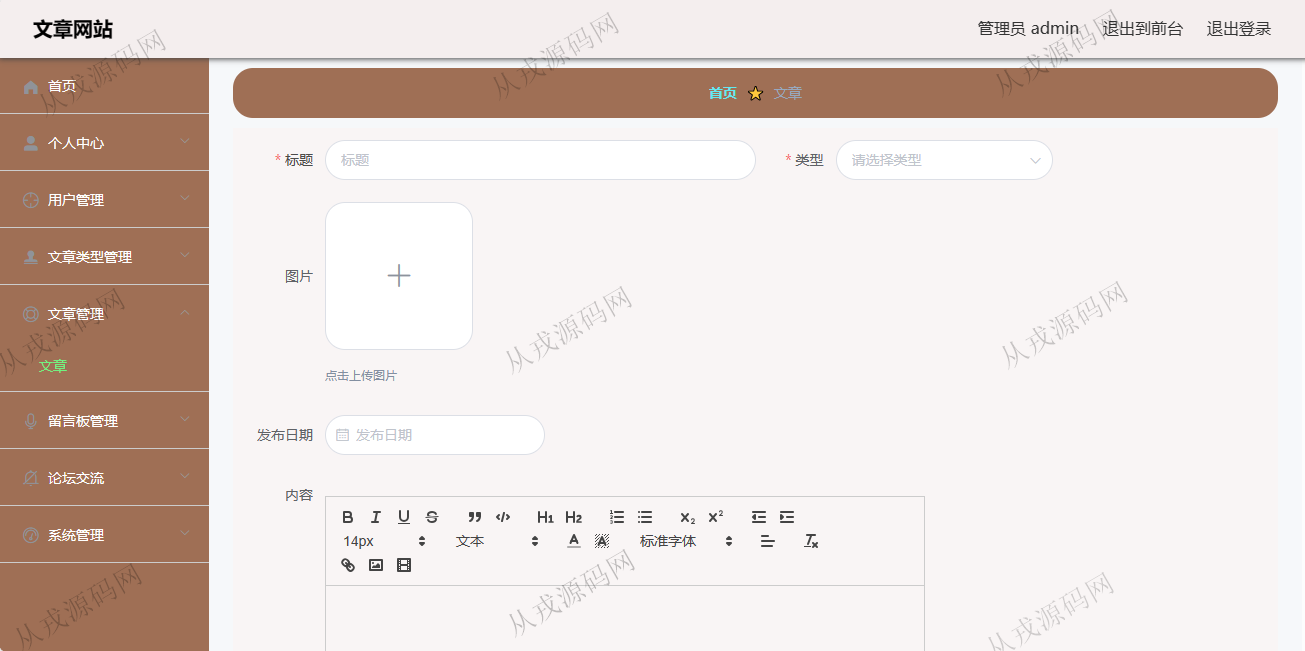 文章网站
管理员 admin 退出到前台 退出登录
首页
个人中心
用户管理
文章类型管理
文章管理
文章
留言板管理
论坛交流
系统管理
首页 文章
* 标题 标题 * 类型 请选择类型
图片
点击上传图片
发布日期 发布日期
内容
B I U S H1 H2 X2 X2
14px 文本 A A 标准字体 Tx
从戎源码网
从戎源码网
从戎源码网
从戎源码网
从戎源码网
从戎源码网
从戎源码网
从戎源码网
从戎源码网